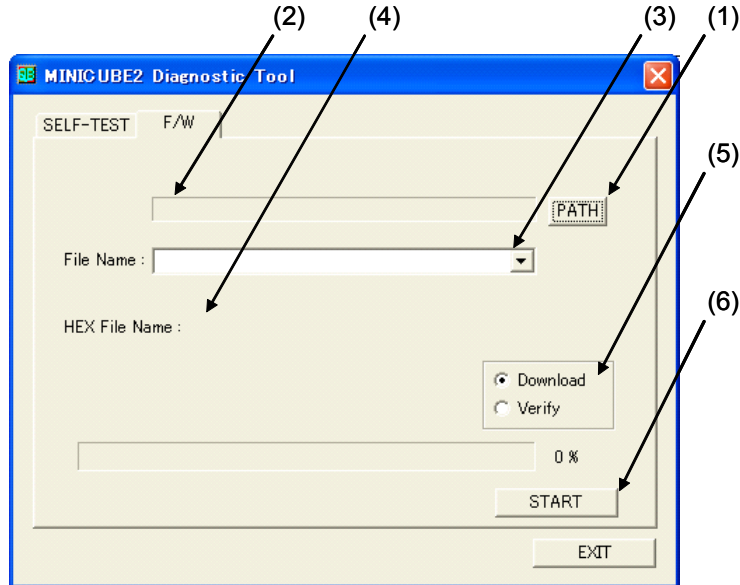 (2) (4) (3) (1)
MINICUBE2 Diagnostic Tool
SELF-TEST F/W
(5)
PATH
File Name :
(6)
HEX File Name :
Download
Verify
0 %
START
EXIT